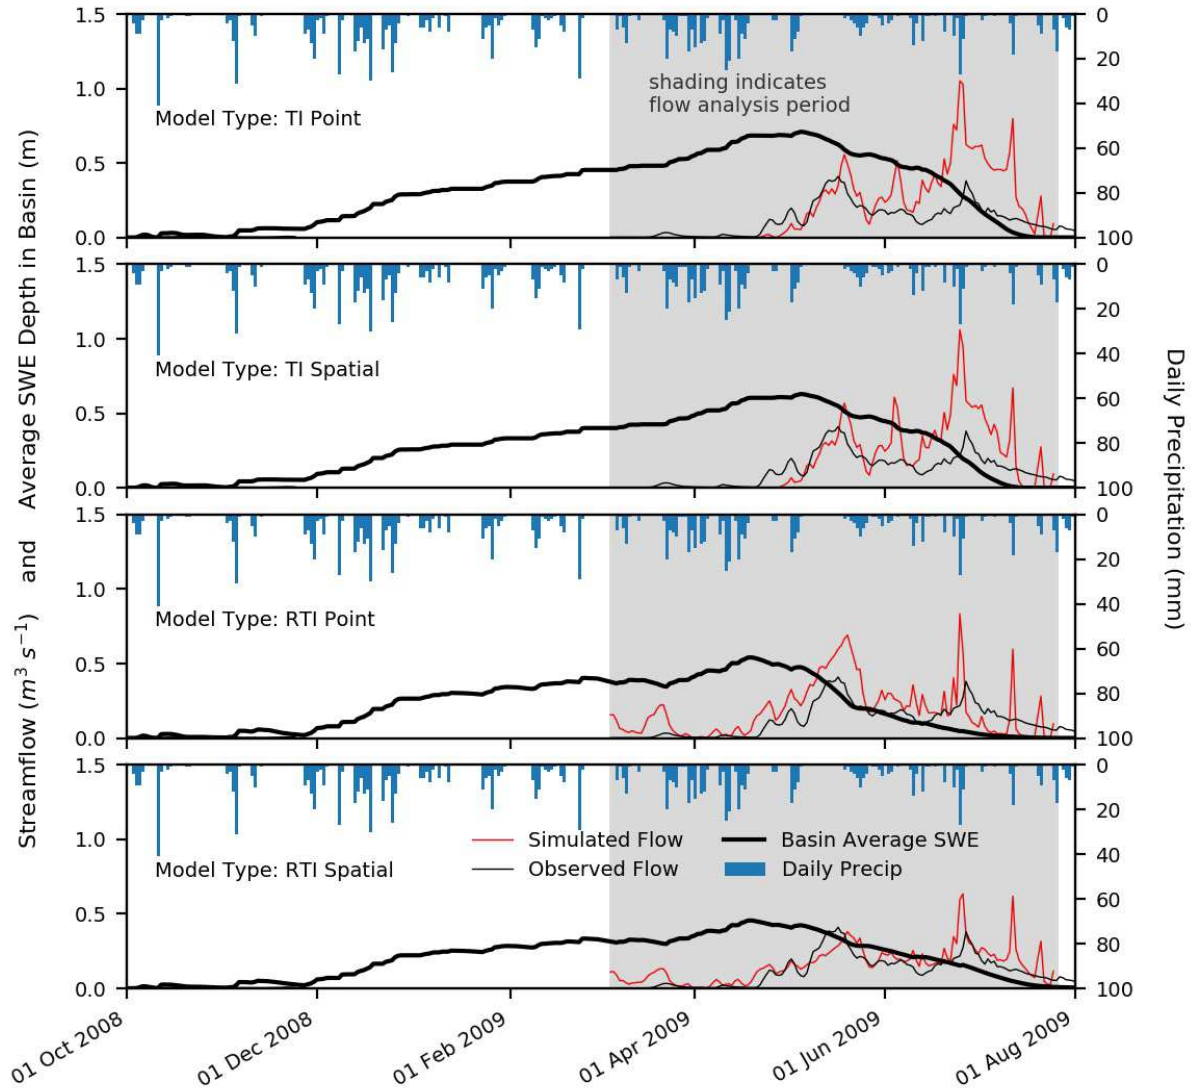 1.5
1.0
0.5
0.0
0
20
40
60
80
100
shading indicates
flow analysis period
Model Type: TI Point
1.5
1.0
0.5
0.0
0
20
40
60
80
100
Model Type: TI Spatial
1.5
1.0
0.5
0.0
0
20
40
60
80
100
Model Type: RTI Point
1.5
1.0
0.5
0.0
0
20
40
60
80
100
Simulated Flow
Observed Flow
Basin Average SWE
Daily Precip
Model Type: RTI Spatial
01 Oct 2008
01 Dec 2008
01 Feb 2009
01 Apr 2009
01 Jun 2009
01 Aug 2009
Streamflow (m³ s⁻¹) and Average SWE Depth in Basin (m)
Daily Precipitation (mm)